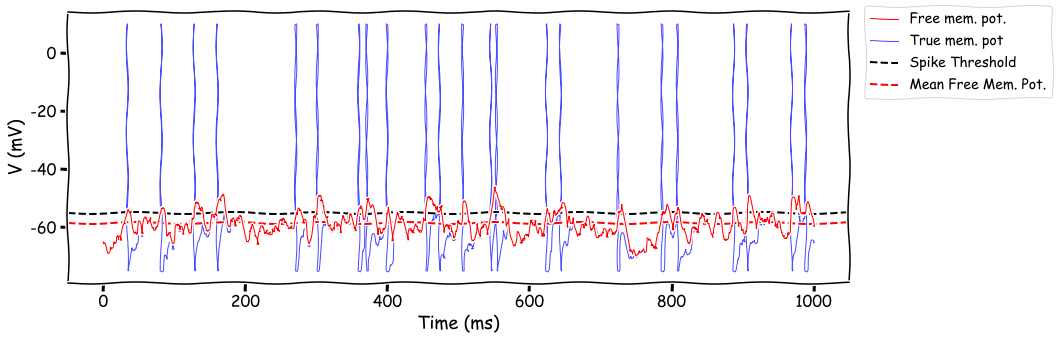 Free mem. pot.
True mem. pot
Spike Threshold
Mean Free Mem. Pot.
0
-20
-40
-60
V (mV)
0 200 400 600 800 1000
Time (ms)